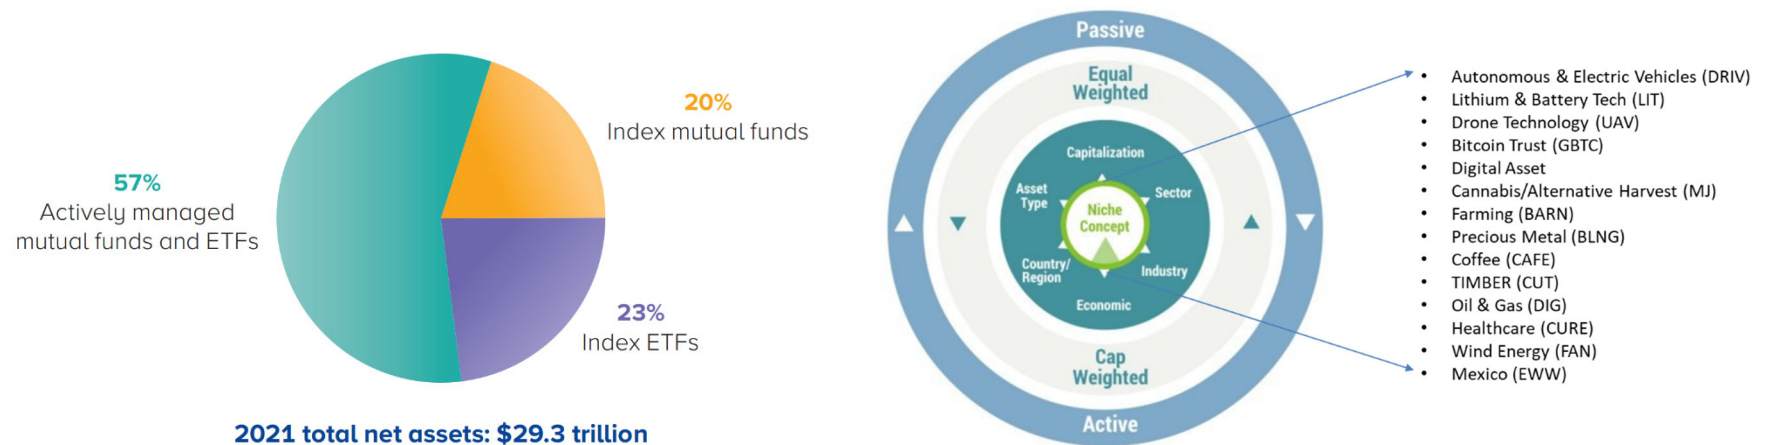 57%
Actively managed
mutual funds and ETFs
20%
Index mutual funds
23%
Index ETFs
2021 total net assets: $29.3 trillion
Passive
Equal
Weighted
Capitalization
Asset
Type
Sector
Niche
Concept
Country/
Region
Industry
Economic
Cap
Weighted
Active
• Autonomous & Electric Vehicles (DRIV)
• Lithium & Battery Tech (LIT)
• Drone Technology (UAV)
• Bitcoin Trust (GBTC)
• Digital Asset
• Cannabis/Alternative Harvest (MJ)
• Farming (BARN)
• Precious Metal (BLNG)
• Coffee (CAFE)
• TIMBER (CUT)
• Oil & Gas (DIG)
• Healthcare (CURE)
• Wind Energy (FAN)
• Mexico (EWW)